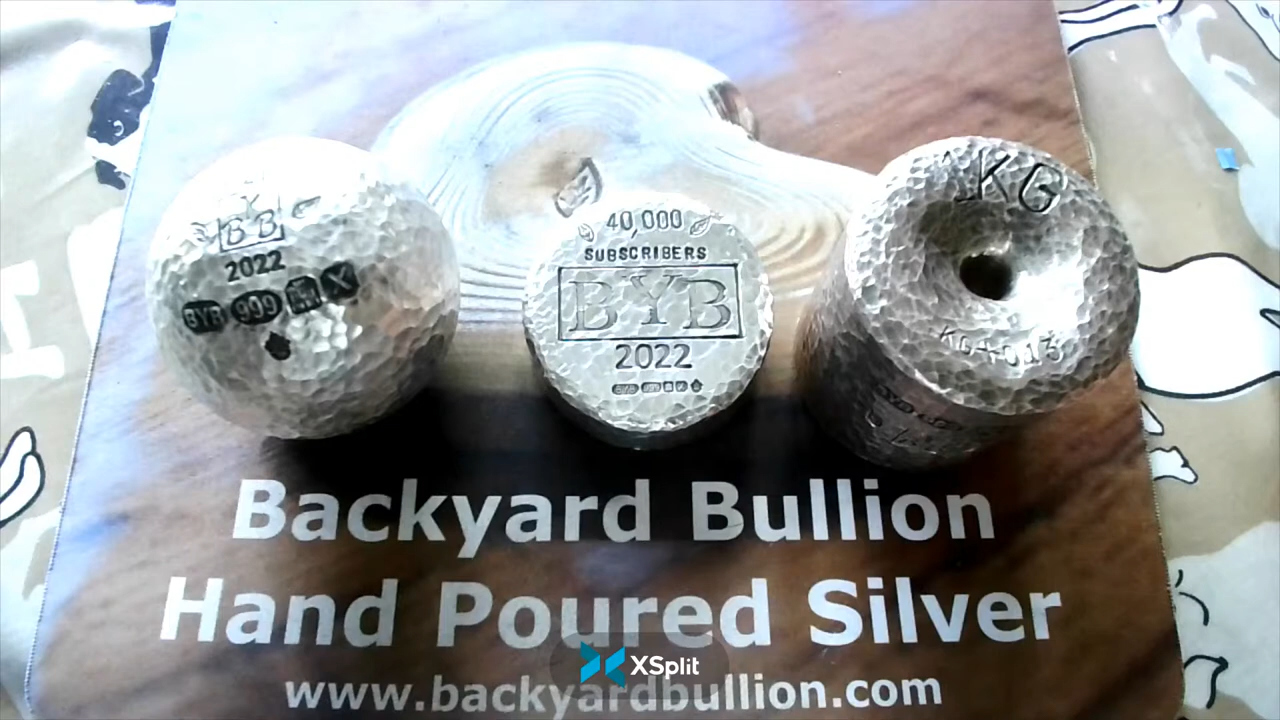 BYB
2022
BYB 999
40,000
SUBSCRIBERS
BYB
2022
1KG
Backyard Bullion
Hand Poured Silver
XSplit
www.backyardbullion.com